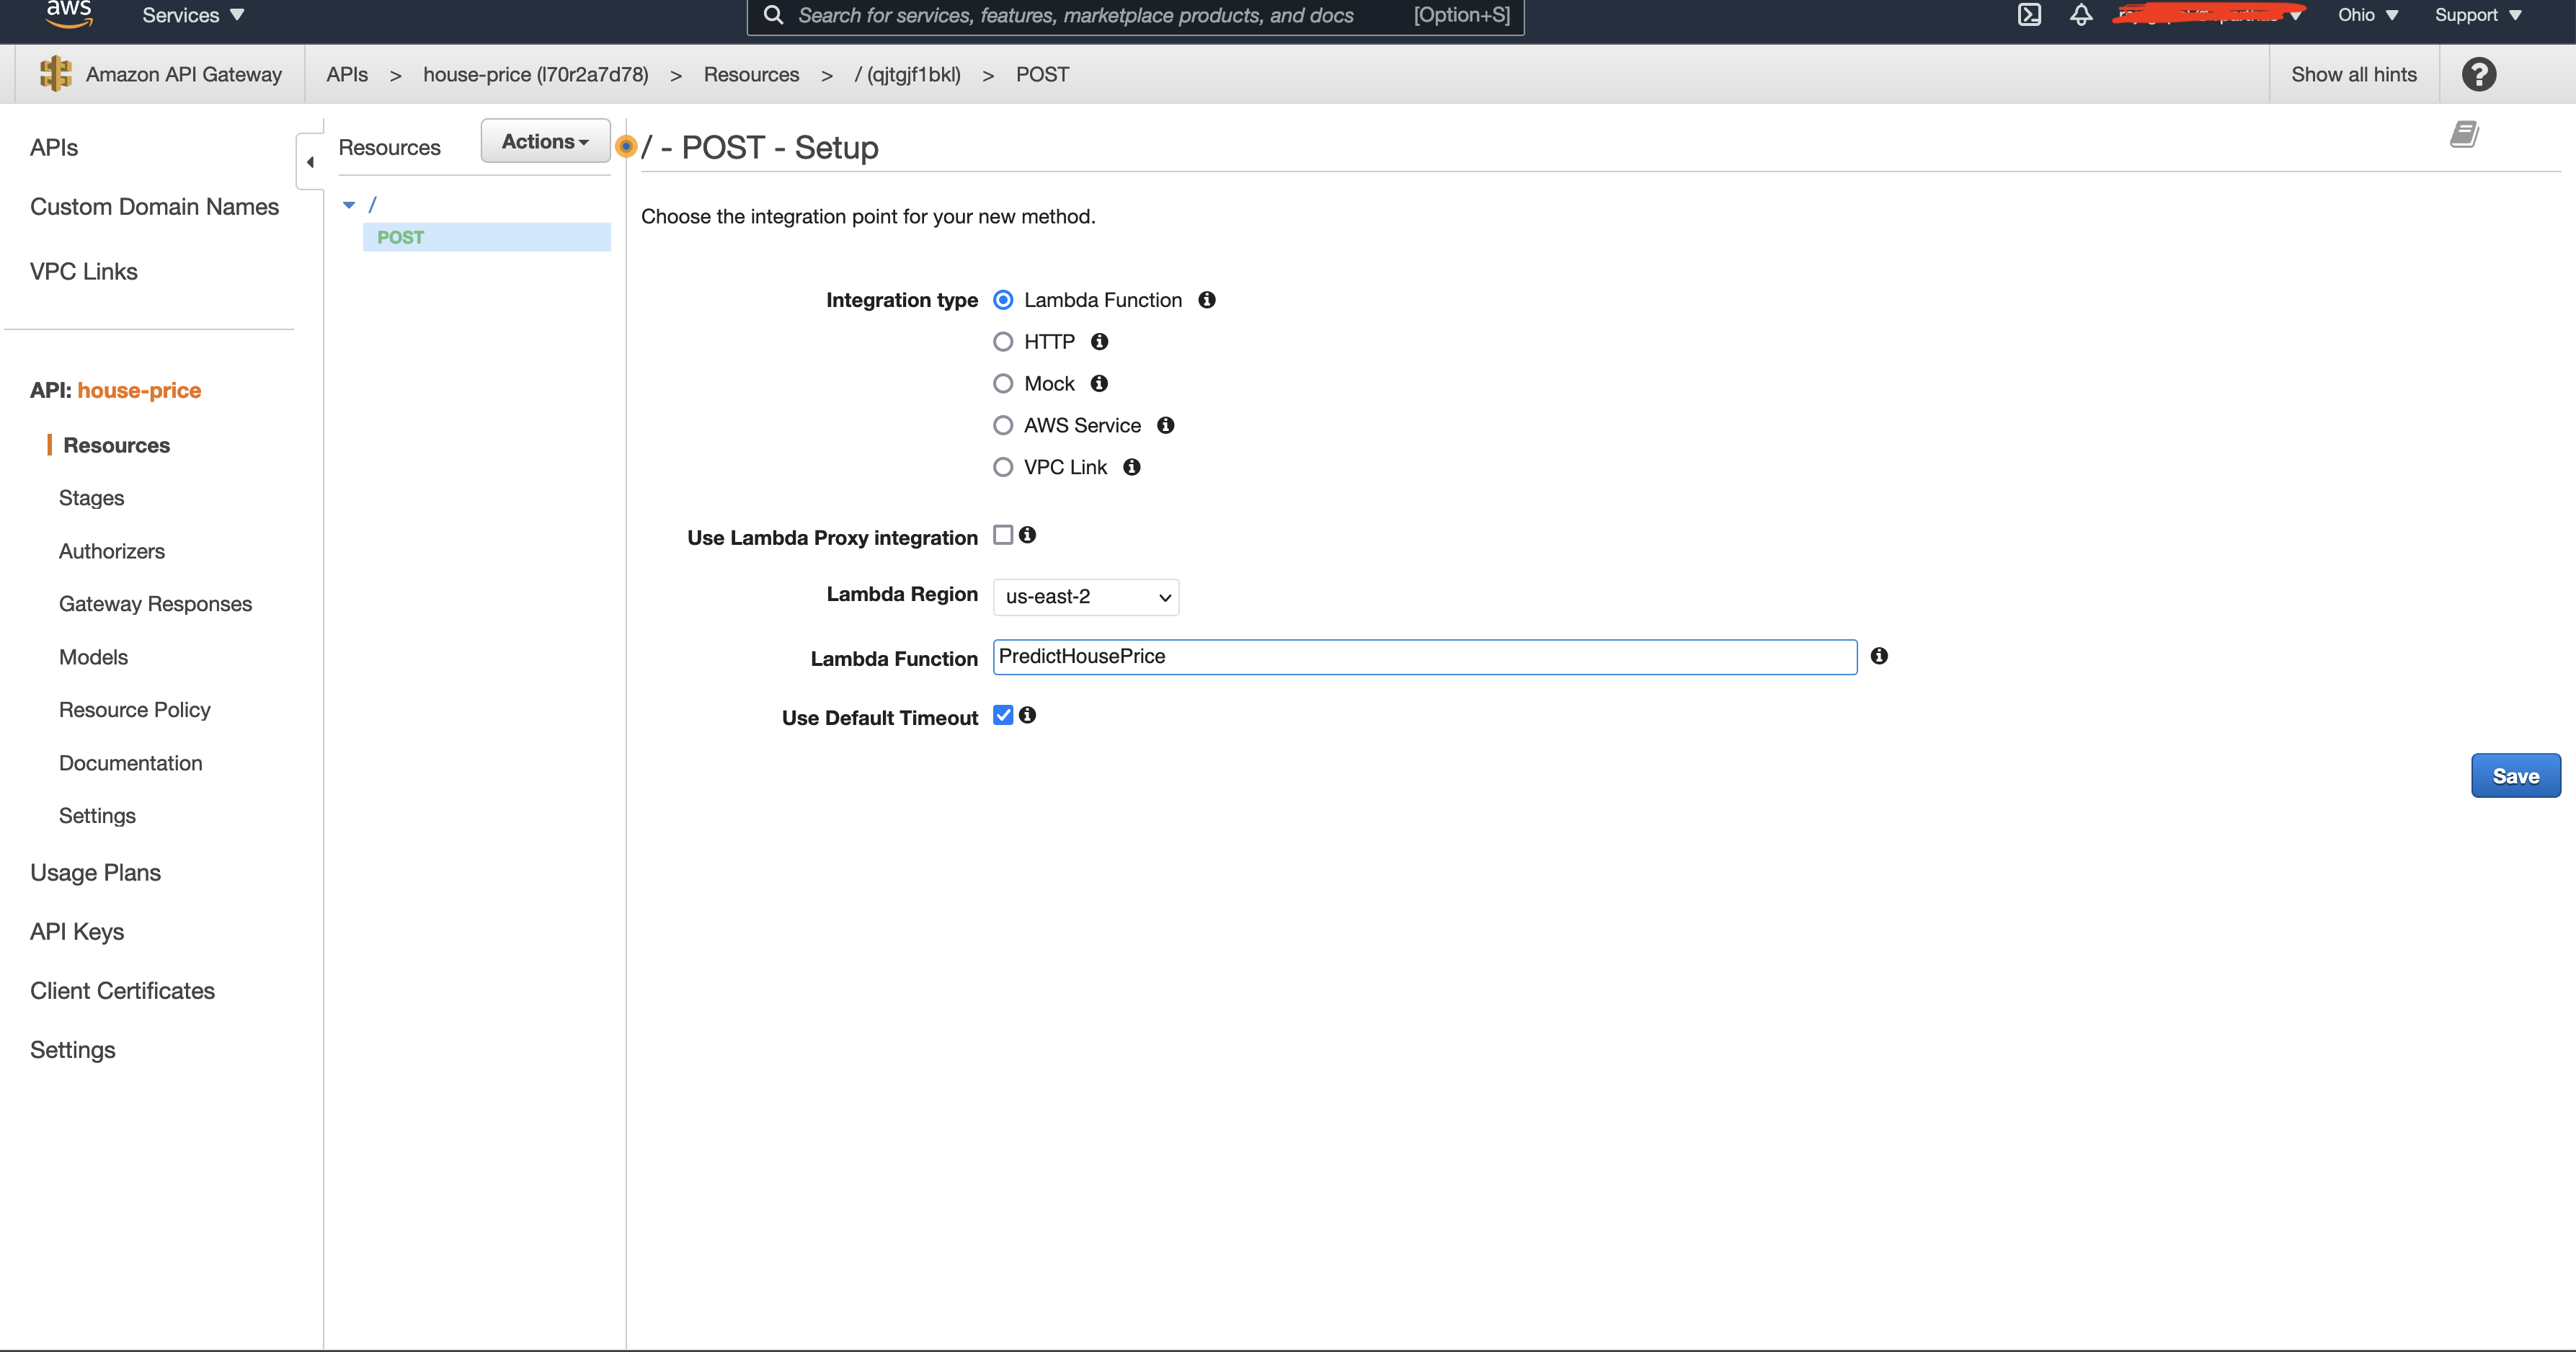 aws
Services
Search for services, features, marketplace products, and docs [Option+S]
Ohio
Support
Amazon API Gateway
APIs > house-price (l70r2a7d78) > Resources > / (qjtgjf1bkl) > POST
Show all hints
?
APIs
Custom Domain Names
VPC Links
API: house-price
Resources
Stages
Authorizers
Gateway Responses
Models
Resource Policy
Documentation
Settings
Usage Plans
API Keys
Client Certificates
Settings
Resources
Actions
/
POST
/ - POST - Setup
Choose the integration point for your new method.
Integration type
Lambda Function
HTTP
Mock
AWS Service
VPC Link
Use Lambda Proxy integration
Lambda Region us-east-2
Lambda Function PredictHousePrice
Use Default Timeout
Save